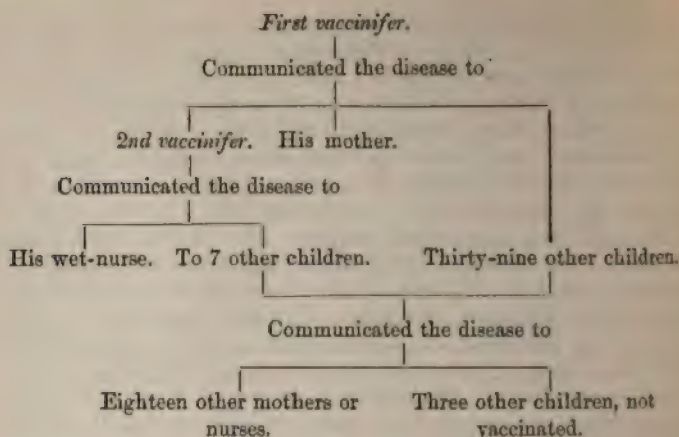 First vaccinifer.
Communicated the disease to
2nd vaccinifer. His mother.
Communicated the disease to
His wet-nurse. To 7 other children. Thirty-nine other children.
Communicated the disease to
Eighteen other mothers or
nurses.
Three other children, not
vaccinated.